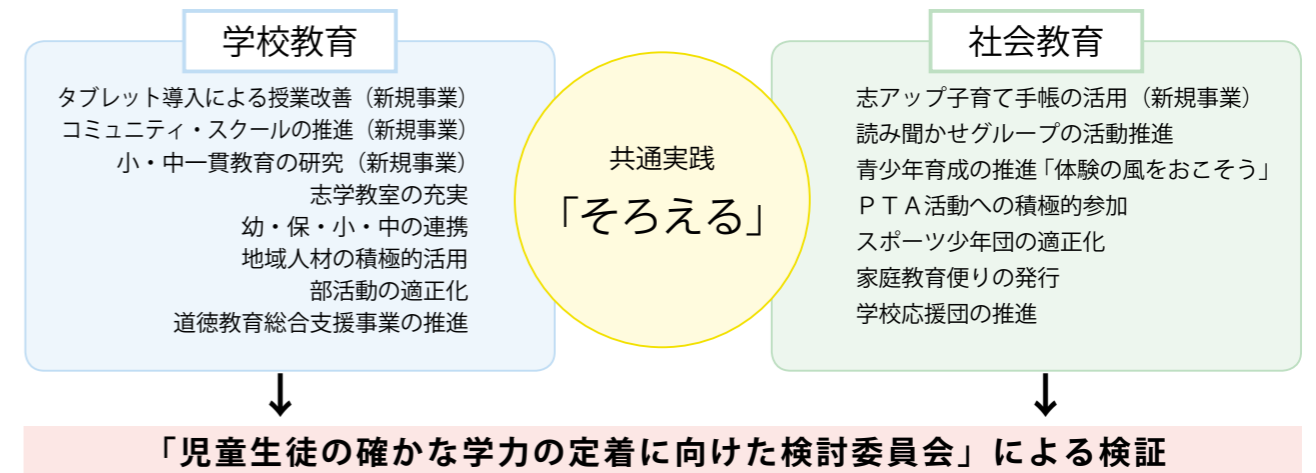 学校教育
タブレット導入による授業改善（新規事業）
コミュニティ・スクールの推進（新規事業）
小・中一貫教育の研究（新規事業）
志学教室の充実
幼・保・小・中の連携
地域人材の積極的活用
部活動の適正化
道徳教育総合支援事業の推進
共通実践
「そろえる」
社会教育
志アップ子育て手帳の活用（新規事業）
読み聞かせグループの活動推進
青少年育成の推進「体験の風をおこそう」
ＰＴＡ活動への積極的参加
スポーツ少年団の適正化
家庭教育便りの発行
学校応援団の推進
「児童生徒の確かな学力の定着に向けた検討委員会」による検証